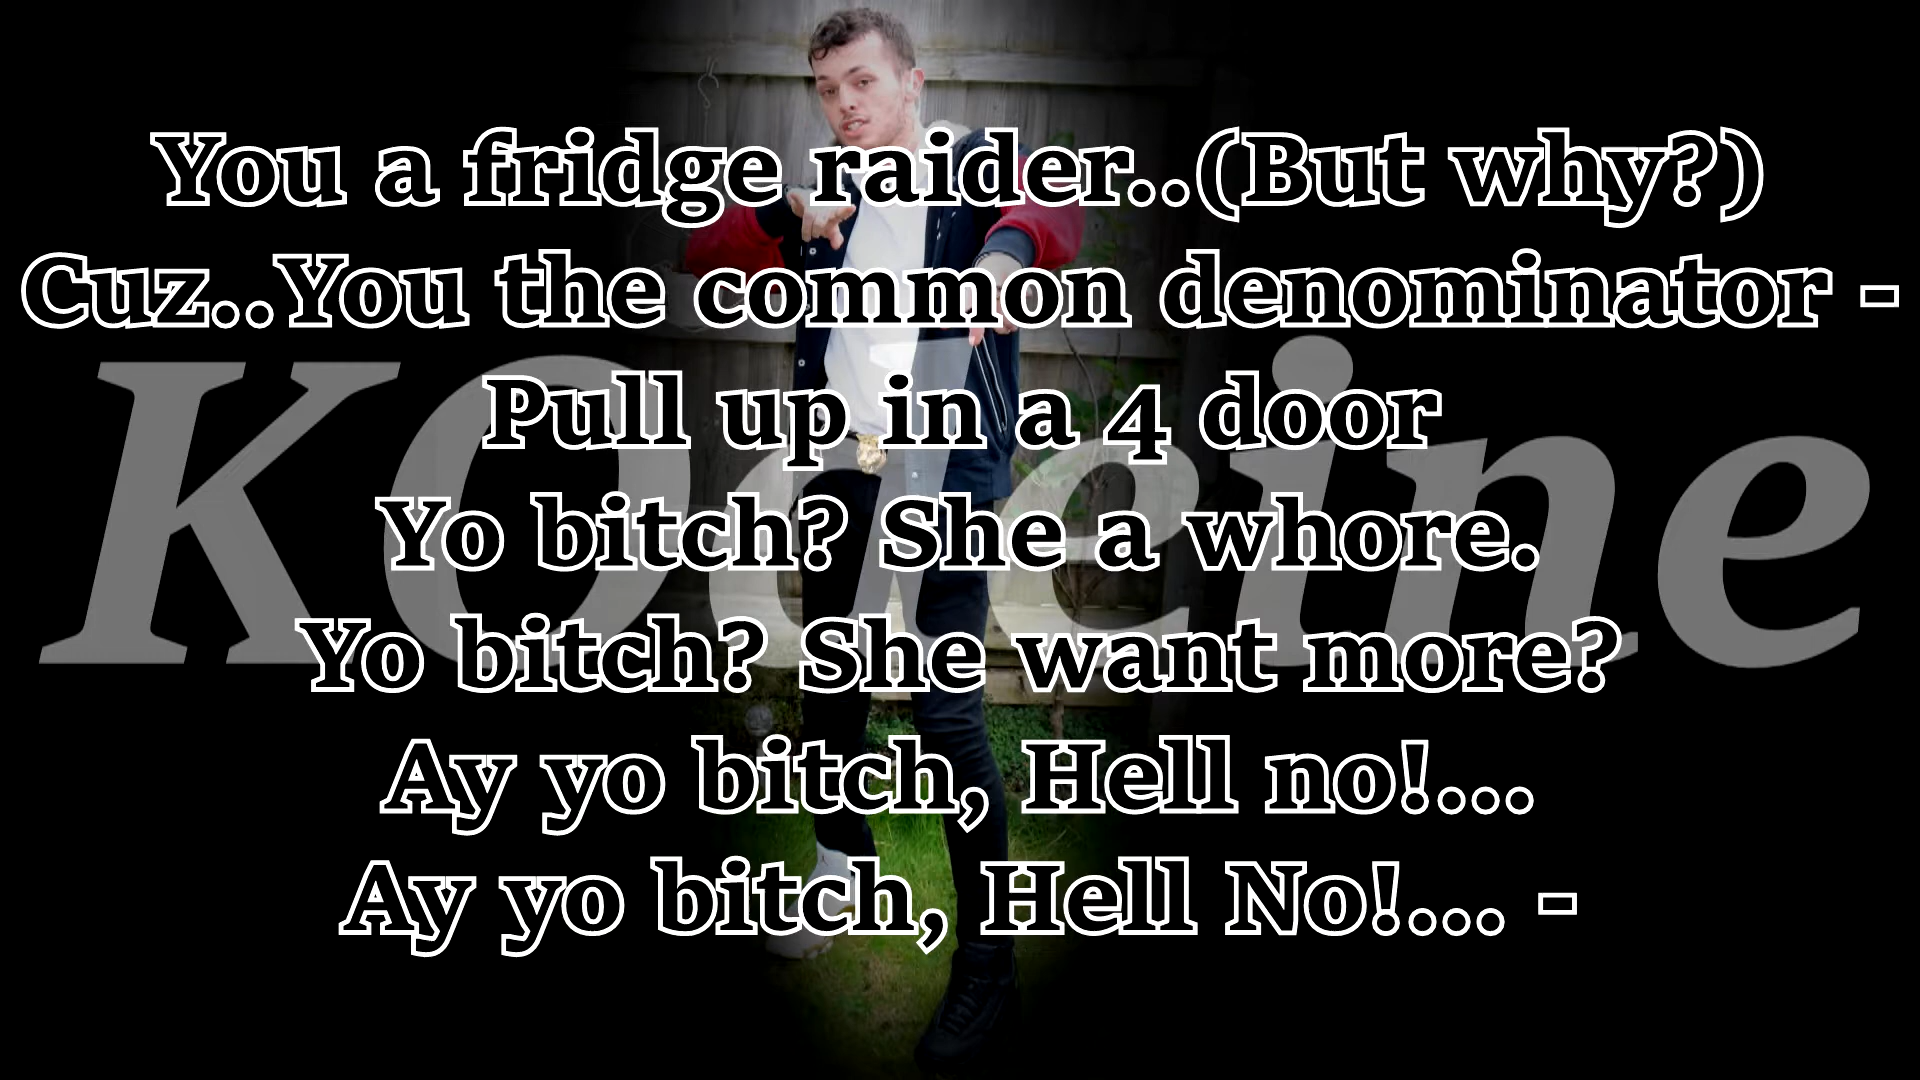 You a fridge raider..(But why?)
Cuz..You the common denominator -
KOdeine
Pull up in a 4 door
Yo bitch? She a whore.
Yo bitch? She want more?
Ay yo bitch, Hell no!...
Ay yo bitch, Hell No!... -